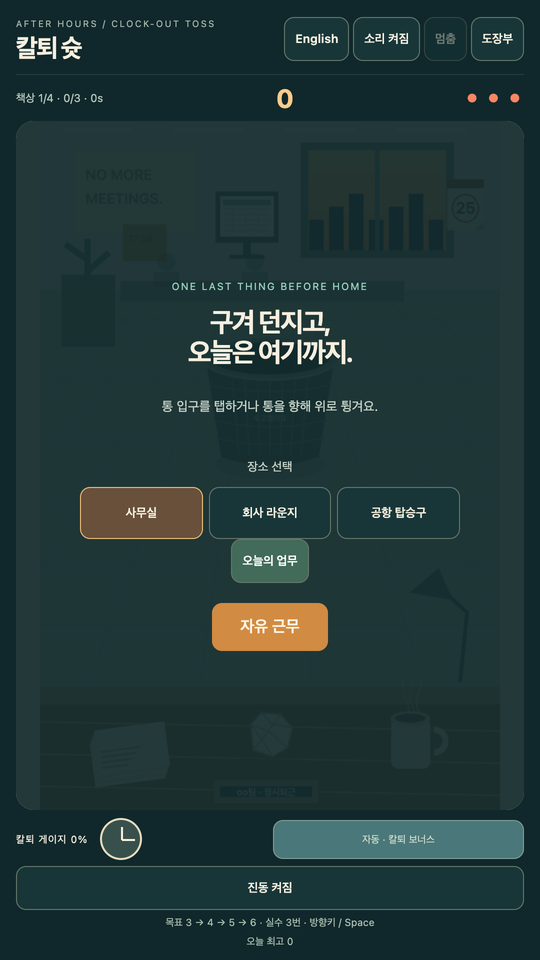 AFTER HOURS / CLOCK-OUT TOSS
칼퇴 슛
English
소리 켜짐
멈춤
도장부
책상 1/4 · 0/3 · 0s
0
NO MORE
MEETINGS.
25
ONE LAST THING BEFORE HOME
구겨 던지고,
오늘은 여기까지.
통 입구를 탭하거나 통을 향해 위로 튕겨요.
장소 선택
사무실
회사 라운지
공항 탑승구
오늘의 업무
자유 근무
칼퇴 게이지 0%
자동 · 칼퇴 보너스
진동 켜짐
목표 3 → 4 → 5 → 6 · 실수 3번 · 방향키 / Space
오늘 최고 0